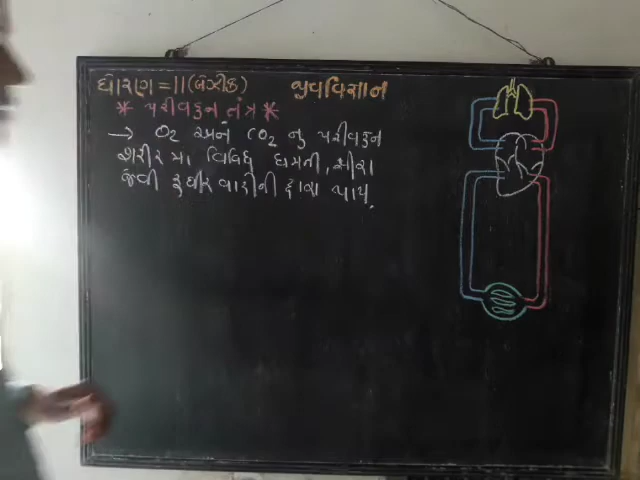 ધોરણ = 11 (બેઝીક) જીવવિજ્ઞાન
* પરીવહન તંત્ર *
→ O2 અને CO2 નુ પરીવહન
શરીર મા વિવિધ ધમની, શીરા
જેવી રુધીર વાહીની દ્વારા થાય.